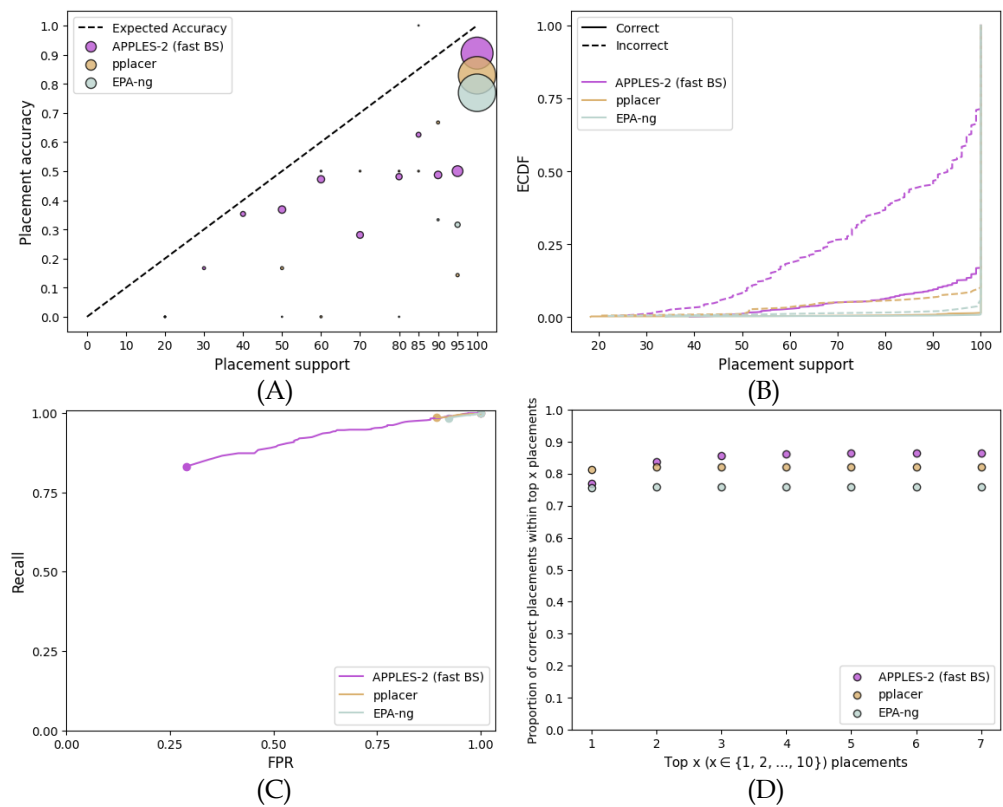 Expected Accuracy
APPLES-2 (fast BS)
pplacer
EPA-ng
Placement accuracy
1.0
0.9
0.8
0.7
0.6
0.5
0.4
0.3
0.2
0.1
0.0
0 10 20 30 40 50 60 70 80 85 90 95 100
Placement support
(A)
Correct
Incorrect
APPLES-2 (fast BS)
pplacer
EPA-ng
ECDF
1.00
0.75
0.50
0.25
0.00
20 30 40 50 60 70 80 90 100
Placement support
(B)
Recall
1.00
0.75
0.50
0.25
0.00
0.00 0.25 0.50 0.75 1.00
FPR
APPLES-2 (fast BS)
pplacer
EPA-ng
(C)
Proportion of correct placements within top x placements
1.0
0.9
0.8
0.7
0.6
0.5
0.4
0.3
0.2
0.1
0.0
1 2 3 4 5 6 7
Top x (x ∈ {1, 2, ..., 10}) placements
APPLES-2 (fast BS)
pplacer
EPA-ng
(D)